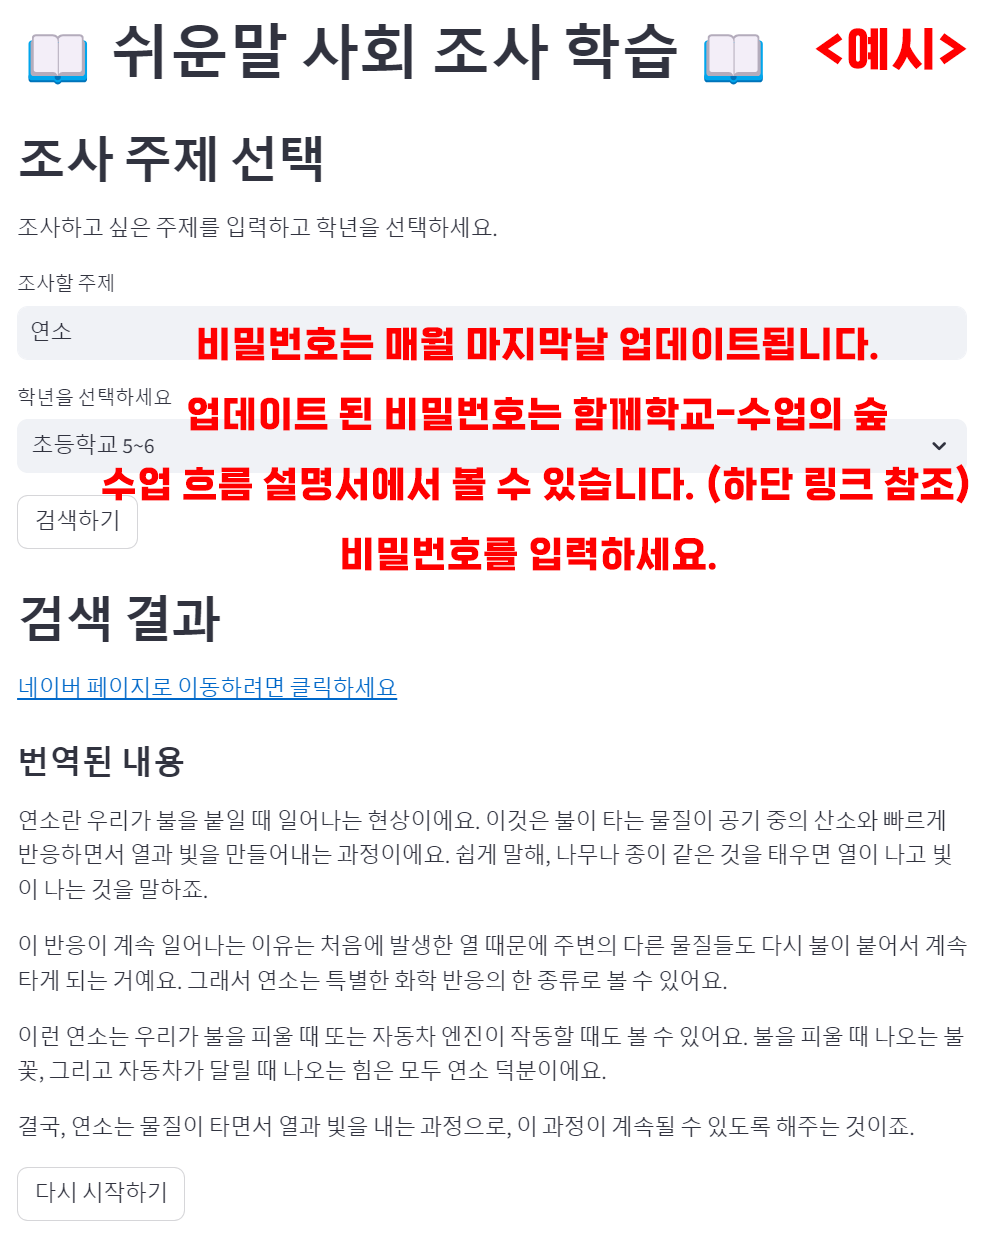 쉬운말 사회 조사 학습 <예시>
조사 주제 선택
조사하고 싶은 주제를 입력하고 학년을 선택하세요.
조사할 주제
연소
비밀번호는 매월 마지막날 업데이트됩니다.
학년을 선택하세요
업데이트 된 비밀번호는 함께학교-수업의 숲
초등학교 5~6
수업 흐름 설명서에서 볼 수 있습니다. (하단 링크 참조)
검색하기
비밀번호를 입력하세요.
검색 결과
네이버 페이지로 이동하려면 클릭하세요
번역된 내용
연소란 우리가 불을 붙일 때 일어나는 현상이에요. 이것은 불이 타는 물질이 공기 중의 산소와 빠르게
반응하면서 열과 빛을 만들어내는 과정이에요. 쉽게 말해, 나무나 종이 같은 것을 태우면 열이 나고 빛
이 나는 것을 말하죠.
이 반응이 계속 일어나는 이유는 처음에 발생한 열 때문에 주변의 다른 물질들도 다시 불이 붙어서 계속
타게 되는 거예요. 그래서 연소는 특별한 화학 반응의 한 종류로 볼 수 있어요.
이런 연소는 우리가 불을 피울 때 또는 자동차 엔진이 작동할 때도 볼 수 있어요. 불을 피울 때 나오는 불
꽃, 그리고 자동차가 달릴 때 나오는 힘은 모두 연소 덕분이에요.
결국, 연소는 물질이 타면서 열과 빛을 내는 과정으로, 이 과정이 계속될 수 있도록 해주는 것이죠.
다시 시작하기